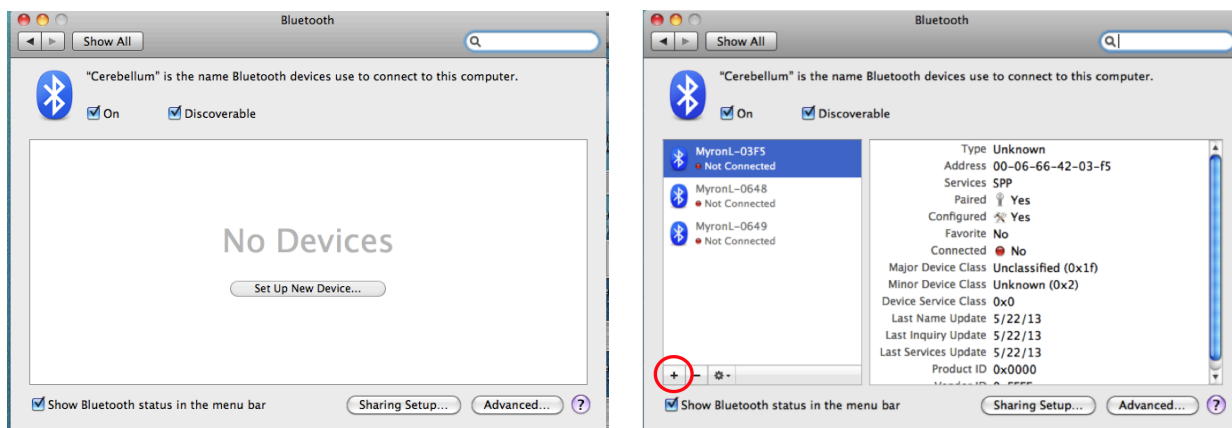 Bluetooth
Show All
"Cerebellum" is the name Bluetooth devices use to connect to this computer.
On Discoverable
No Devices
Set Up New Device...
Show Bluetooth status in the menu bar Sharing Setup... Advanced... ?
Bluetooth
Show All
"Cerebellum" is the name Bluetooth devices use to connect to this computer.
On Discoverable
MyronL-03F5
Not Connected
MyronL-0648
Not Connected
MyronL-0649
Not Connected
Type Unknown
Address 00-06-66-42-03-f5
Services SPP
Paired Yes
Configured Yes
Favorite No
Connected No
Major Device Class Unclassified (0x1f)
Minor Device Class Unknown (0x2)
Device Service Class 0x0
Last Name Update 5/22/13
Last Inquiry Update 5/22/13
Last Services Update 5/22/13
Product ID 0x0000
+ -
Show Bluetooth status in the menu bar Sharing Setup... Advanced... ?